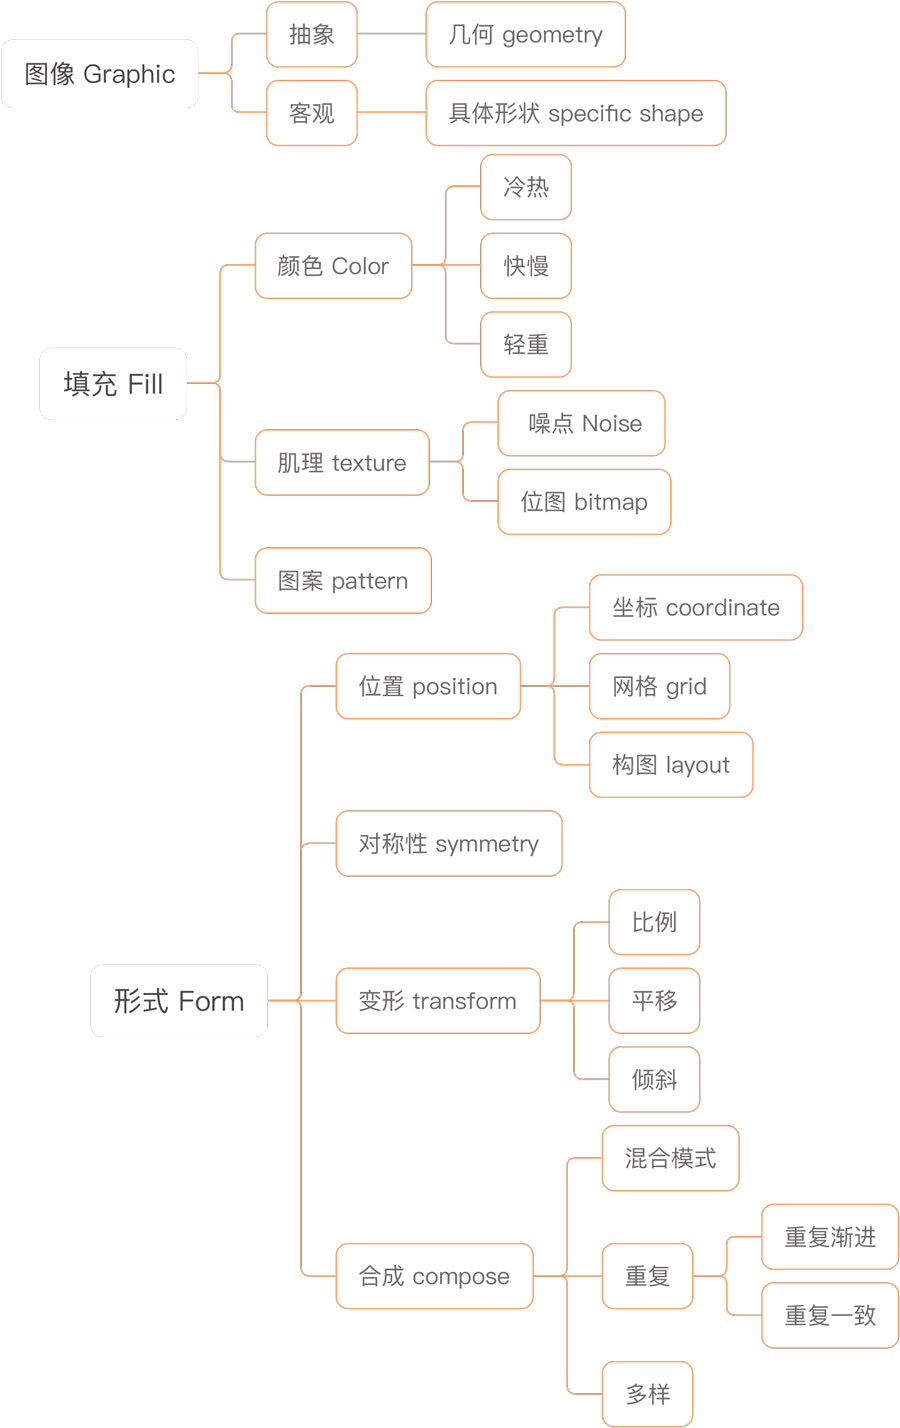 图像 Graphic
抽象
几何 geometry
客观
具体形状 specific shape
填充 Fill
颜色 Color
冷热
快慢
轻重
肌理 texture
噪点 Noise
位图 bitmap
图案 pattern
形式 Form
位置 position
坐标 coordinate
网格 grid
构图 layout
对称性 symmetry
变形 transform
比例
平移
倾斜
合成 compose
混合模式
重复
重复渐进
重复一致
多样